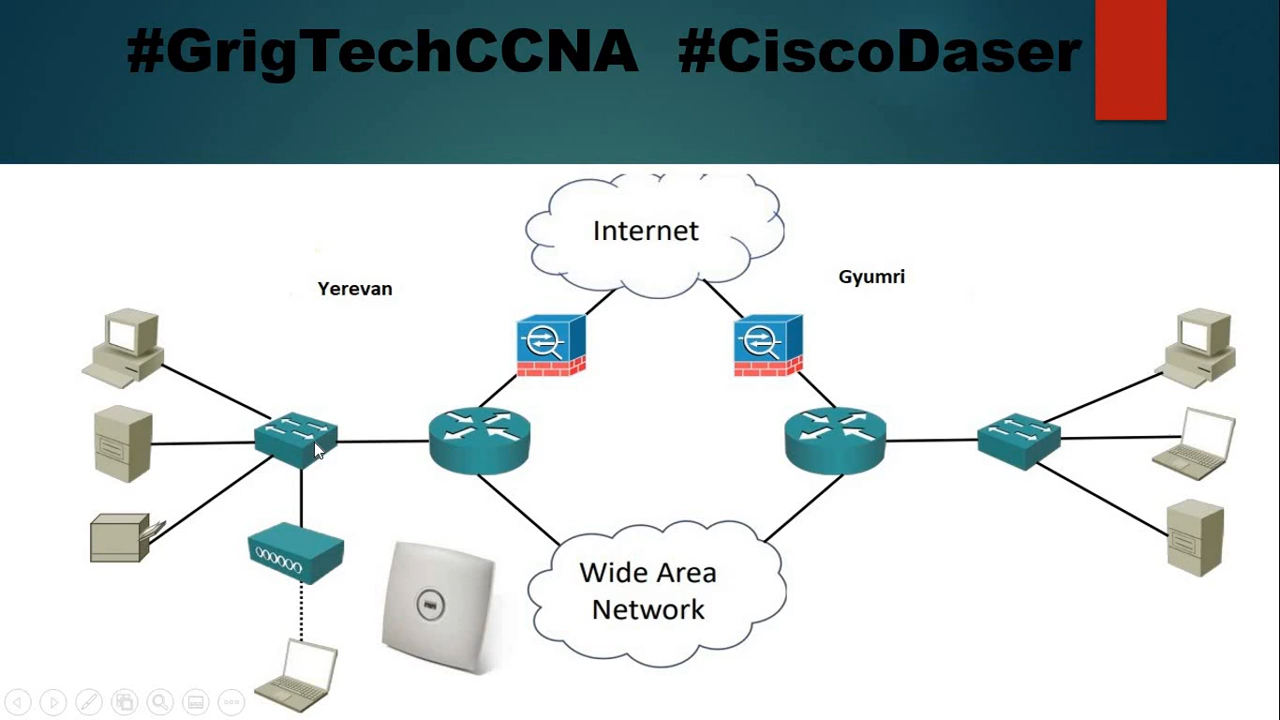 #GrigTechCCNA #CiscoDaser
Internet
Yerevan
Gyumri
Wide Area
Network